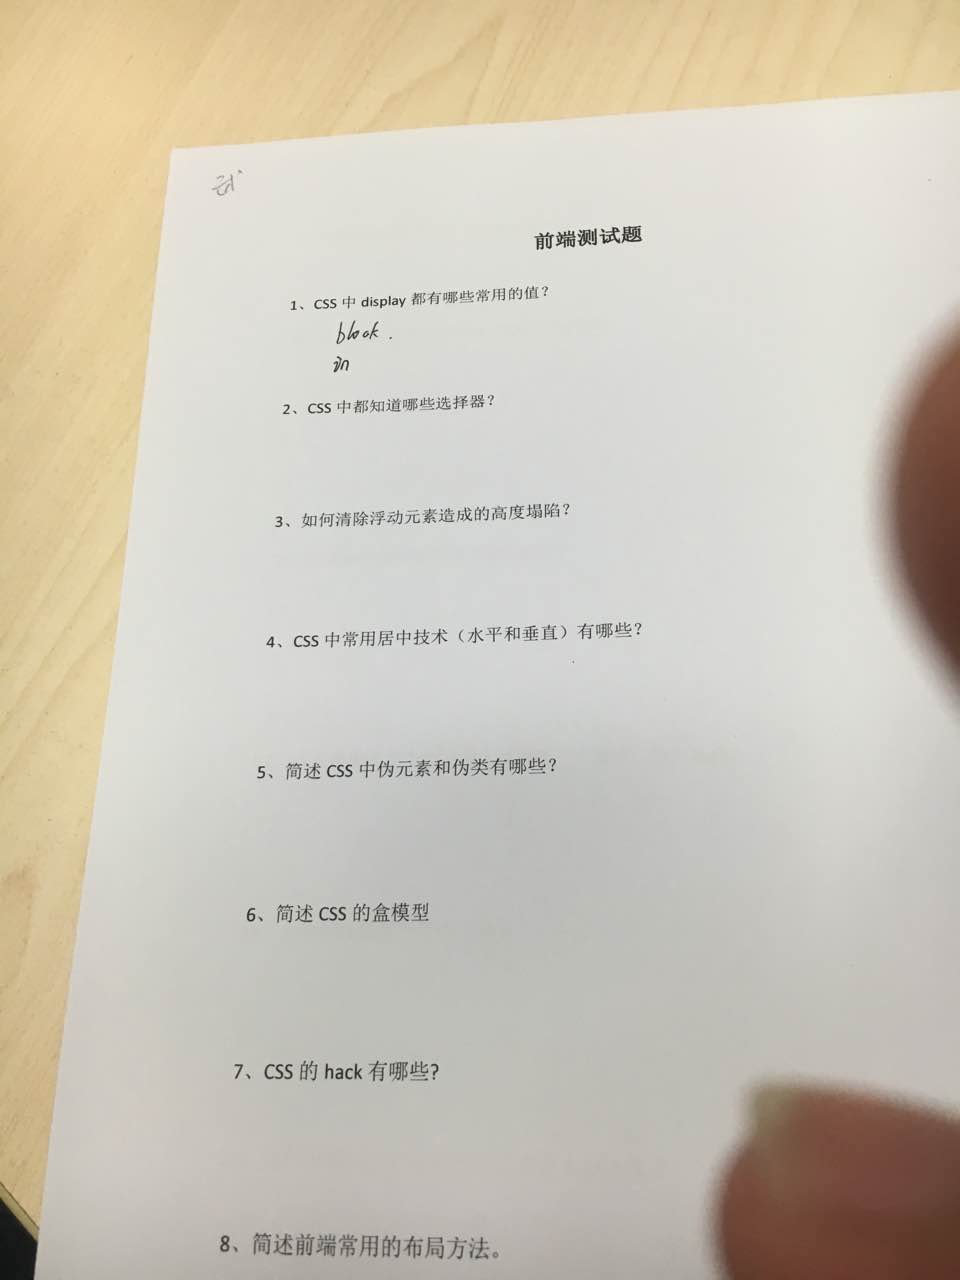 前端测试题
1、CSS 中 display 都有哪些常用的值？
block .
in
2、CSS 中都知道哪些选择器？
3、如何清除浮动元素造成的高度塌陷？
4、CSS 中常用居中技术（水平和垂直）有哪些？
5、简述 CSS 中伪元素和伪类有哪些？
6、简述 CSS 的盒模型
7、CSS 的 hack 有哪些?
8、简述前端常用的布局方法。